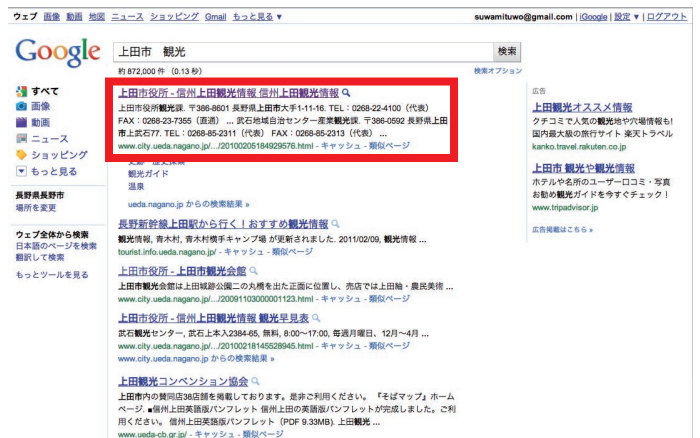 ウェブ 画像 動画 地図 ニュース ショッピング Gmail もっと見る ▼
suwamituwo@gmail.com | iGoogle | 設定 ▼ | ログアウト
Google
上田市 観光
検索
約 872,000 件 (0.13 秒)
検索オプション
すべて
画像
動画
ニュース
ショッピング
もっと見る
長野県長野市
場所を変更
ウェブ全体から検索
日本語のページを検索
翻訳して検索
もっとツールを見る
上田市役所 - 信州上田観光情報 信州上田観光情報
上田市役所観光課. 〒386-8601 長野県上田市大手1-11-16. TEL:0268-22-4100(代表)
FAX:0268-23-7355(直通) ... 武石地域自治センター産業観光課. 〒386-0592 長野県上田
市上武石77. TEL:0268-85-2311(代表) FAX:0268-85-2313(代表) ...
www.city.ueda.nagano.jp/.../20100205184929576.html - キャッシュ - 類似ページ
観光ガイド
温泉
ueda.nagano.jp からの検索結果 »
長野新幹線上田駅から行く!おすすめ観光情報
観光情報, 青木村, 青木村横手キャンプ場 が更新されました. 2011/02/09, 観光情報 ...
tourist.info.ueda.nagano.jp/ - キャッシュ - 類似ページ
上田市役所 - 上田市観光会館
上田市観光会館は上田城跡公園二の丸橋を出た正面に位置し、売店では上田紬・農民美術 ...
www.city.ueda.nagano.jp/.../20091103000001123.html - キャッシュ - 類似ページ
上田市役所 - 信州上田観光情報 観光早見表
武石観光センター, 武石上本入2384-65, 無料, 8:00~17:00, 毎週月曜日、12月~4月 ...
www.city.ueda.nagano.jp/.../20100218145528945.html - キャッシュ - 類似ページ
www.city.ueda.nagano.jp からの検索結果 »
上田観光コンベンション協会
上田市内の賛同店38店舗を掲載しております。是非ご利用ください。 『そばマップ』ホーム
ページ. ■信州上田英語版パンフレット 信州上田の英語版パンフレットが完成しました。ご利
用ください。 信州上田英語版パンフレット (PDF 9.33MB). 上田観光 ...
www.ueda-cb.gr.jp/ - キャッシュ - 類似ページ
広告
上田観光オススメ情報
クチコミで人気の観光地や穴場情報も!
国内最大級の旅行サイト 楽天トラベル
kanko.travel.rakuten.co.jp
上田市 観光や観光情報
ホテルや名所のユーザー口コミ・写真
お勧め観光ガイドを今すぐチェック!
www.tripadvisor.jp
広告掲載はこちら »